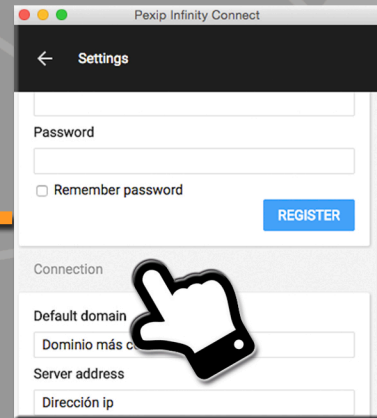 Pexip Infinity Connect
Settings
Password
Remember password
REGISTER
Connection
Default domain
Dominio más
Server address
Dirección ip